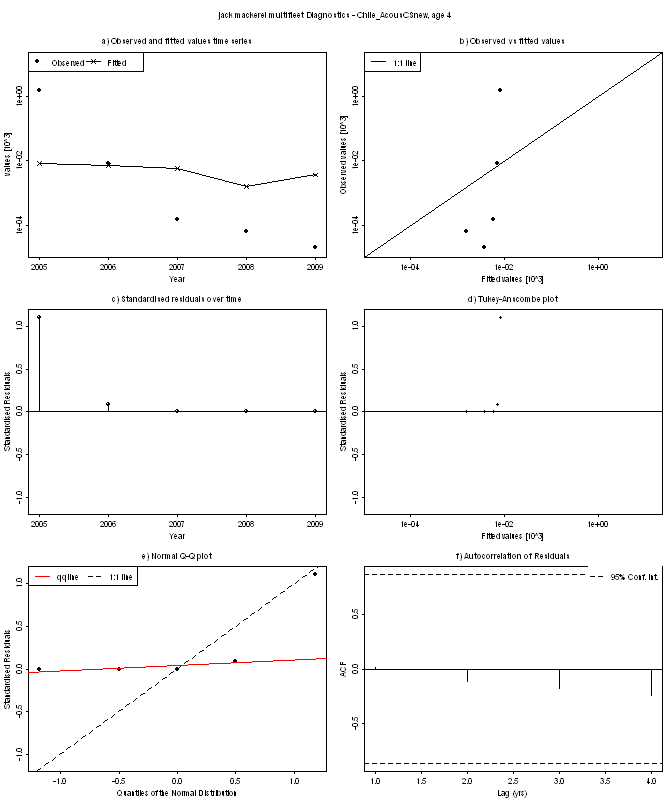 jack mackerel multifleet Diagnostics - Chile_AcousCSnew, age 4
a) Observed and fitted values time series
b) Observed vs fitted values
Observed
Fitted
1:1 line
values [10^3]
1e+00
1e-02
1e-04
2005 2006 2007 2008 2009
Year
Observed values [10^3]
1e+00
1e-02
1e-04
1e-04 1e-02 1e+00
Fitted values [10^3]
c) Standardised residuals over time
d) Tukey-Anscombe plot
Standardised Residuals
1.0
0.5
0.0
-0.5
-1.0
2005 2006 2007 2008 2009
Year
Standardised Residuals
1.0
0.5
0.0
-0.5
-1.0
1e-04 1e-02 1e+00
Fitted values [10^3]
e) Normal Q-Q plot
f) Autocorrelation of Residuals
qq line
1:1 line
95% Conf. Int.
Standardised Residuals
1.0
0.5
0.0
-0.5
-1.0
-1.0 -0.5 0.0 0.5 1.0
Quantiles of the Normal Distribution
ACF
0.5
0.0
-0.5
1.0 1.5 2.0 2.5 3.0 3.5 4.0
Lag (yrs)